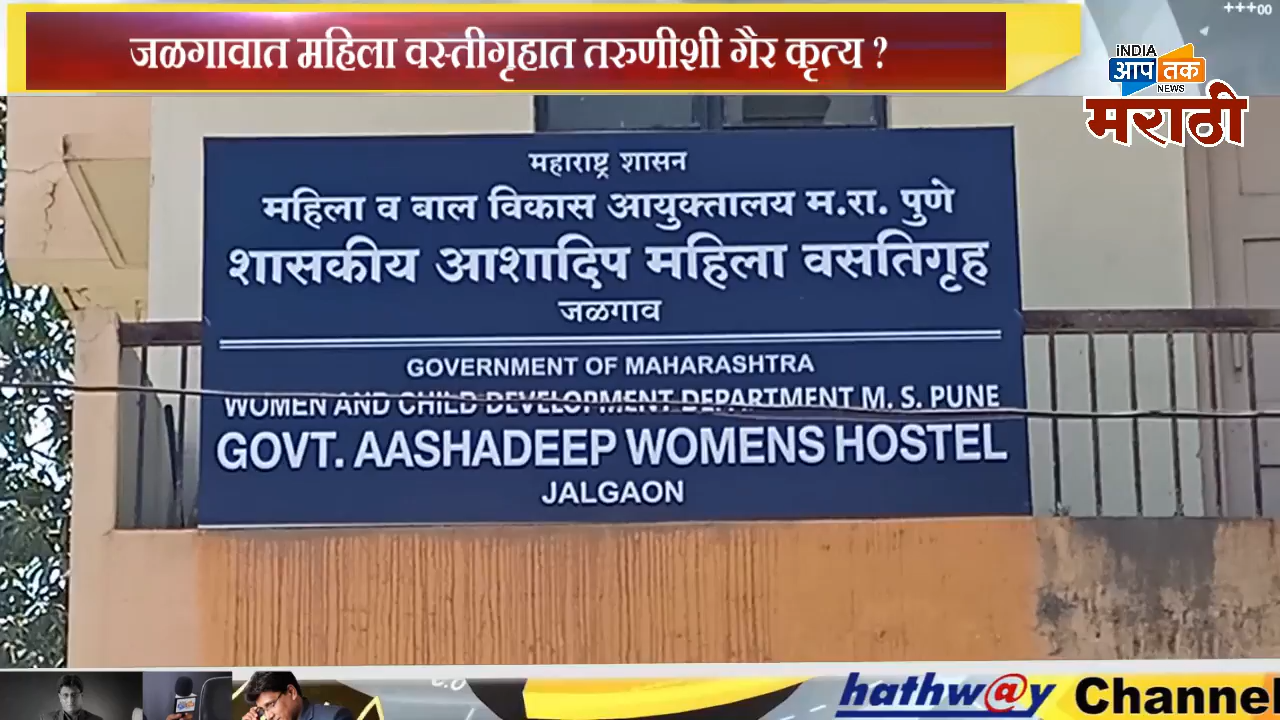 जळगावात महिला वस्तीगृहात तरुणीशी गैर कृत्य ?
+++00
INDIA
आप तक
NEWS
मराठी
महाराष्ट्र शासन
महिला व बाल विकास आयुक्तालय म.रा. पुणे
शासकीय आशादिप महिला वसतिगृह
जळगाव
GOVERNMENT OF MAHARASHTRA
WOMEN AND CHILD DEVELOPMENT DEPARTMENT M. S. PUNE
GOVT. AASHADEEP WOMENS HOSTEL
JALGAON
hathw@y Channel